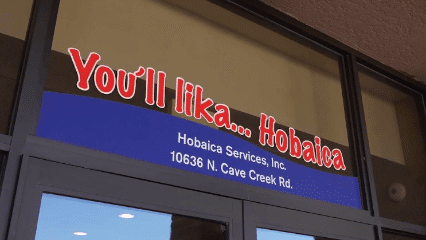 You'll lika... Hobaica
Hobaica Services, Inc.
10636 N. Cave Creek Rd.